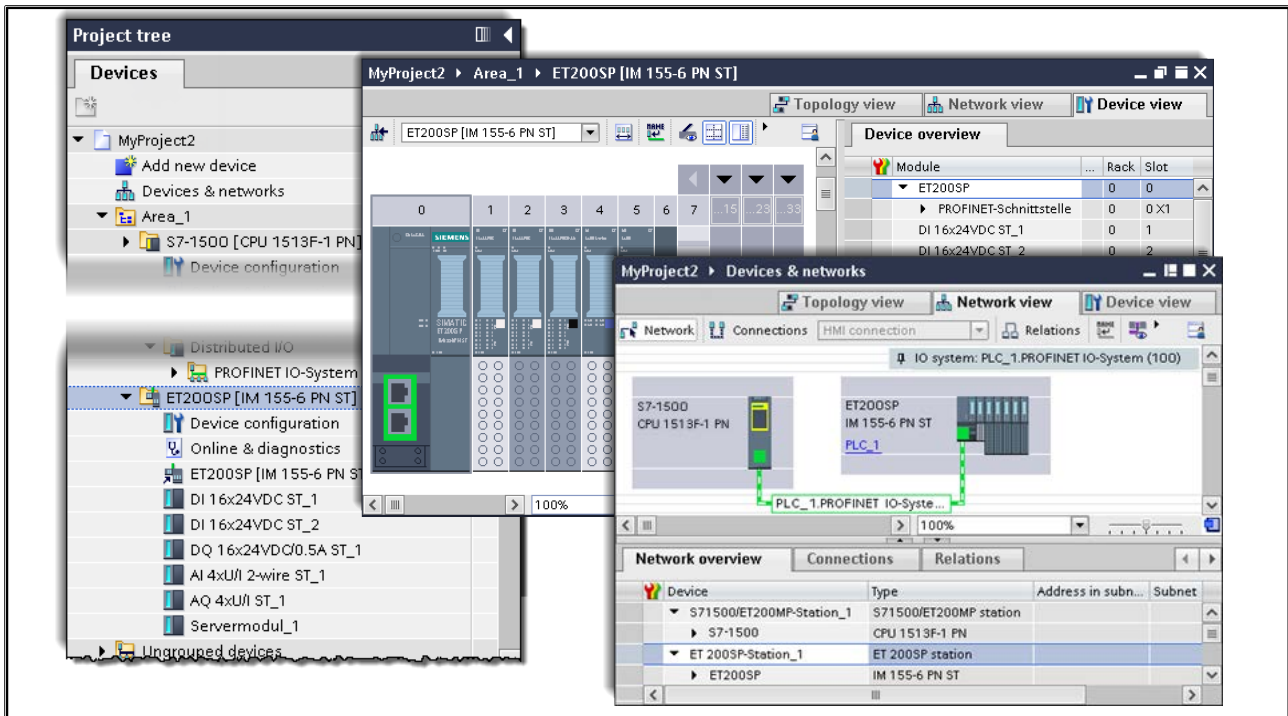 Project tree
Devices
MyProject2
Add new device
Devices & networks
Area_1
S7-1500 [CPU 1513F-1 PN]
Device configuration
Distributed I/O
PROFINET IO-System
ET200SP [IM 155-6 PN ST]
Device configuration
Online & diagnostics
ET200SP [IM 155-6 PN ST
DI 16x24VDC ST_1
DI 16x24VDC ST_2
DQ 16x24VDC/0.5A ST_1
AI 4xU/I 2-wire ST_1
AQ 4xU/I ST_1
Servermodul_1
Ungrouped devices
MyProject2 ▸ Area_1 ▸ ET200SP [IM 155-6 PN ST]
Topology view Network view Device view
ET200SP [IM 155-6 PN ST]
0 1 2 3 4 5 6 7 ...15 ...23 ...33
SIEMENS
SIMATIC
ET200SP
100%
Device overview
Module ... Rack Slot
ET200SP 0 0
PROFINET-Schnittstelle 0 0 X1
DI 16x24VDC ST_1 0 1
DI 16x24VDC ST_2 0 2
MyProject2 ▸ Devices & networks
Topology view Network view Device view
Network Connections HMI connection Relations
IO system: PLC_1.PROFINET IO-System (100)
S7-1500
CPU 1513F-1 PN
ET200SP
IM 155-6 PN ST
PLC_1
PLC_1.PROFINET IO-Syste...
100%
Network overview Connections Relations
Device Type Address in subn... Subnet
S71500/ET200MP-Station_1 S71500/ET200MP station
S7-1500 CPU 1513F-1 PN
ET 200SP-Station_1 ET 200SP station
ET200SP IM 155-6 PN ST